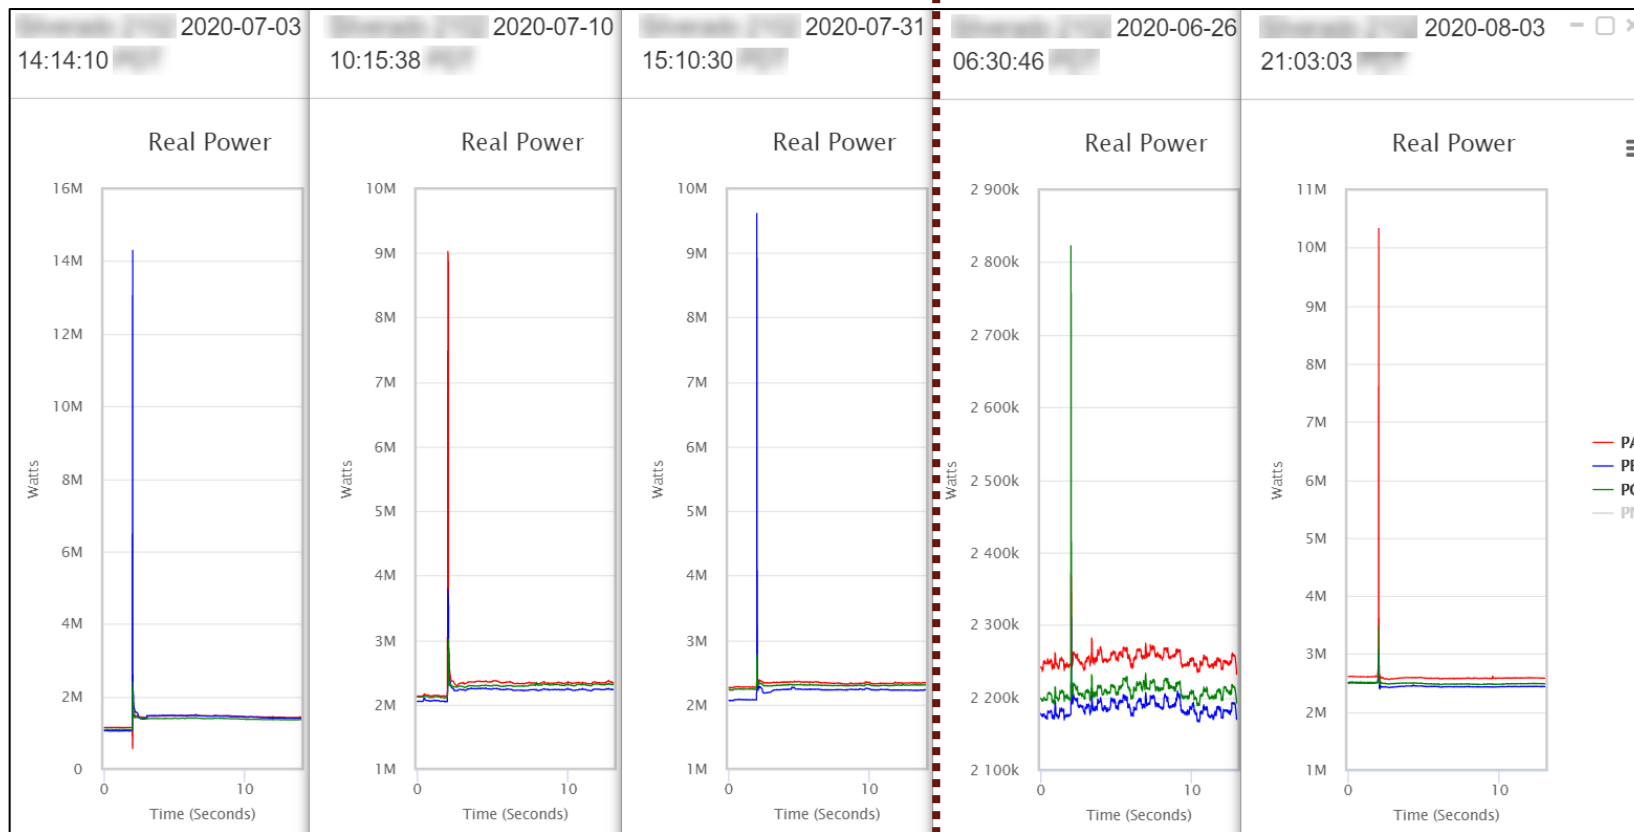 2020-07-03
14:14:10
Real Power
16M
14M
12M
10M
8M
6M
4M
2M
0
Watts
0 10
Time (Seconds)
2020-07-10
10:15:38
Real Power
10M
9M
8M
7M
6M
5M
4M
3M
2M
1M
Watts
0 10
Time (Seconds)
2020-07-31
15:10:30
Real Power
10M
9M
8M
7M
6M
5M
4M
3M
2M
1M
Watts
0 10
Time (Seconds)
2020-06-26
06:30:46
Real Power
2 900k
2 800k
2 700k
2 600k
2 500k
2 400k
2 300k
2 200k
2 100k
Watts
0 10
Time (Seconds)
2020-08-03
21:03:03
Real Power
11M
10M
9M
8M
7M
6M
5M
4M
3M
2M
1M
Watts
0 10
Time (Seconds)
PA